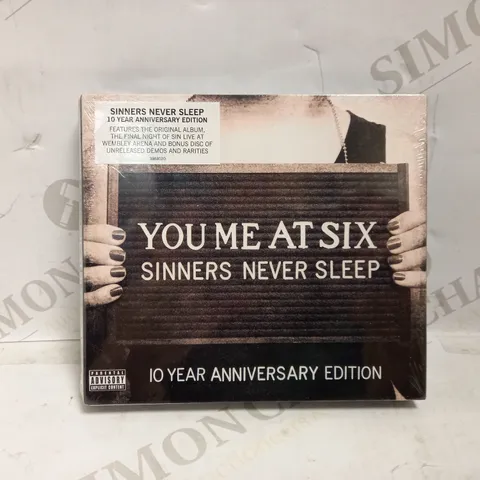 SINNERS NEVER SLEEP
10 YEAR ANNIVERSARY EDITION
FEATURES THE ORIGINAL ALBUM,
THE FINAL NIGHT OF SIN LIVE AT
WEMBLEY ARENA AND BONUS DISC OF
UNRELEASED DEMOS AND RARITIES
YOU ME AT SIX
SINNERS NEVER SLEEP
10 YEAR ANNIVERSARY EDITION
PARENTAL
ADVISORY
EXPLICIT CONTENT